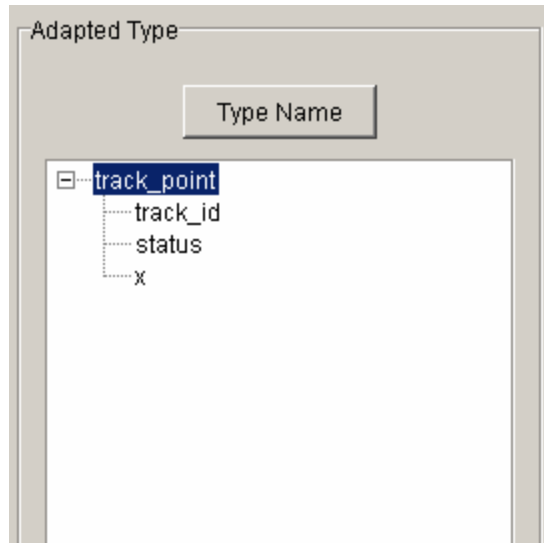 Adapted Type
Type Name
track_point
track_id
status
x